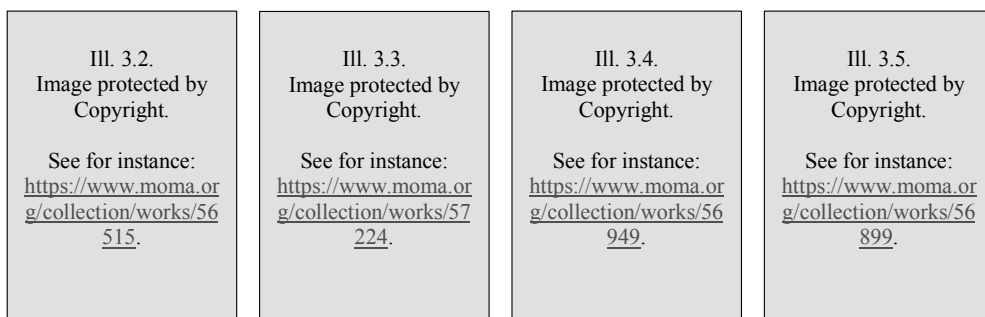 Ill. 3.2.
Image protected by
Copyright.
See for instance:
https://www.moma.or
g/collection/works/56
515.
Ill. 3.3.
Image protected by
Copyright.
See for instance:
https://www.moma.or
g/collection/works/57
224.
Ill. 3.4.
Image protected by
Copyright.
See for instance:
https://www.moma.or
g/collection/works/56
949.
Ill. 3.5.
Image protected by
Copyright.
See for instance:
https://www.moma.or
g/collection/works/56
899.